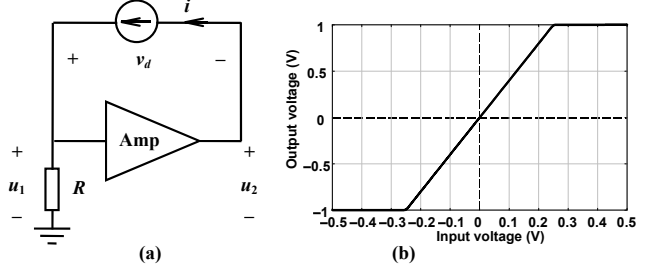 (a)
i
+
v_d
−
Amp
+
u_1
−
R
+
u_2
−
(a)
Output voltage (V)
1
0.5
0
−0.5
−1
−0.5 −0.4 −0.3 −0.2 −0.1 0 0.1 0.2 0.3 0.4 0.5
Input voltage (V)
(b)